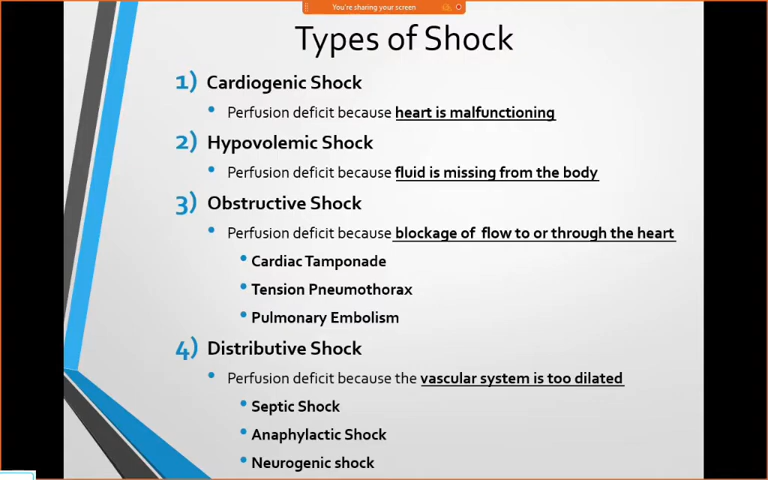 You're sharing your screen
Types of Shock
1) Cardiogenic Shock
• Perfusion deficit because heart is malfunctioning
2) Hypovolemic Shock
• Perfusion deficit because fluid is missing from the body
3) Obstructive Shock
• Perfusion deficit because blockage of flow to or through the heart
• Cardiac Tamponade
• Tension Pneumothorax
• Pulmonary Embolism
4) Distributive Shock
• Perfusion deficit because the vascular system is too dilated
• Septic Shock
• Anaphylactic Shock
• Neurogenic shock